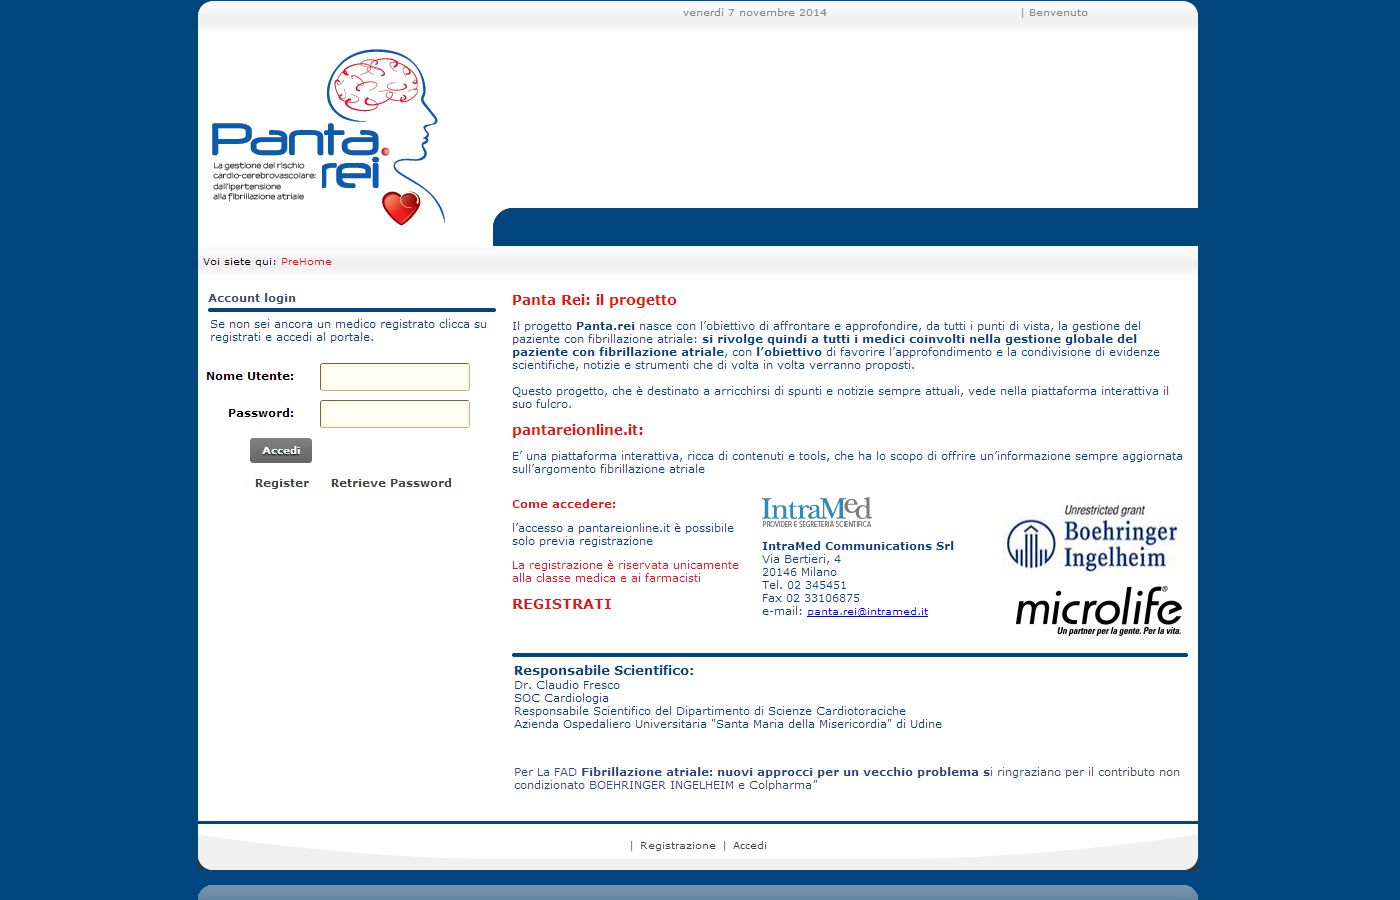 venerdì 7 novembre 2014
| Benvenuto
Panta.
rei
La gestione del rischio
cardio-cerebrovascolare:
dall'ipertensione
alla fibrillazione atriale
Voi siete qui: PreHome
Account login
Se non sei ancora un medico registrato clicca su
registrati e accedi al portale.
Nome Utente:
Password:
Accedi
Register Retrieve Password
Panta Rei: il progetto
Il progetto Panta.rei nasce con l’obiettivo di affrontare e approfondire, da tutti i punti di vista, la gestione del
paziente con fibrillazione atriale: si rivolge quindi a tutti i medici coinvolti nella gestione globale del
paziente con fibrillazione atriale, con l’obiettivo di favorire l’approfondimento e la condivisione di evidenze
scientifiche, notizie e strumenti che di volta in volta verranno proposti.
Questo progetto, che è destinato a arricchirsi di spunti e notizie sempre attuali, vede nella piattaforma interattiva il
suo fulcro.
pantareionline.it:
E’ una piattaforma interattiva, ricca di contenuti e tools, che ha lo scopo di offrire un’informazione sempre aggiornata
sull’argomento fibrillazione atriale
Come accedere:
l’accesso a pantareionline.it è possibile
solo previa registrazione
La registrazione è riservata unicamente
alla classe medica e ai farmacisti
REGISTRATI
IntraMed
PROVIDER E SEGRETERIA SCIENTIFICA
IntraMed Communications Srl
Via Bertieri, 4
20146 Milano
Tel. 02 345451
Fax 02 33106875
e-mail: panta.rei@intramed.it
Unrestricted grant
Boehringer
Ingelheim
microlife®
Un partner per la gente. Per la vita.
Responsabile Scientifico:
Dr. Claudio Fresco
SOC Cardiologia
Responsabile Scientifico del Dipartimento di Scienze Cardiotoraciche
Azienda Ospedaliero Universitaria "Santa Maria della Misericordia" di Udine
Per La FAD Fibrillazione atriale: nuovi approcci per un vecchio problema si ringraziano per il contributo non
condizionato BOEHRINGER INGELHEIM e Colpharma”
| Registrazione | Accedi